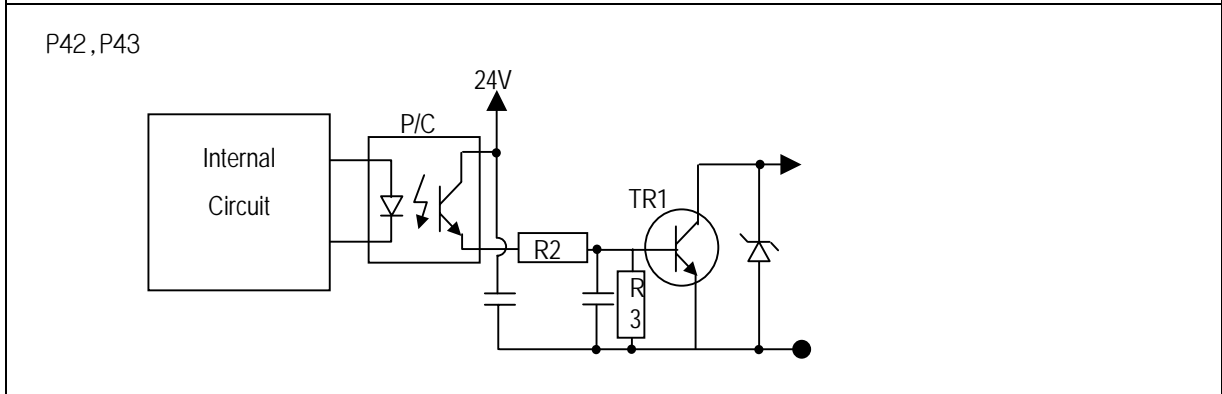 P42,P43
24V
P/C
Internal
Circuit
TR1
R2
R
3